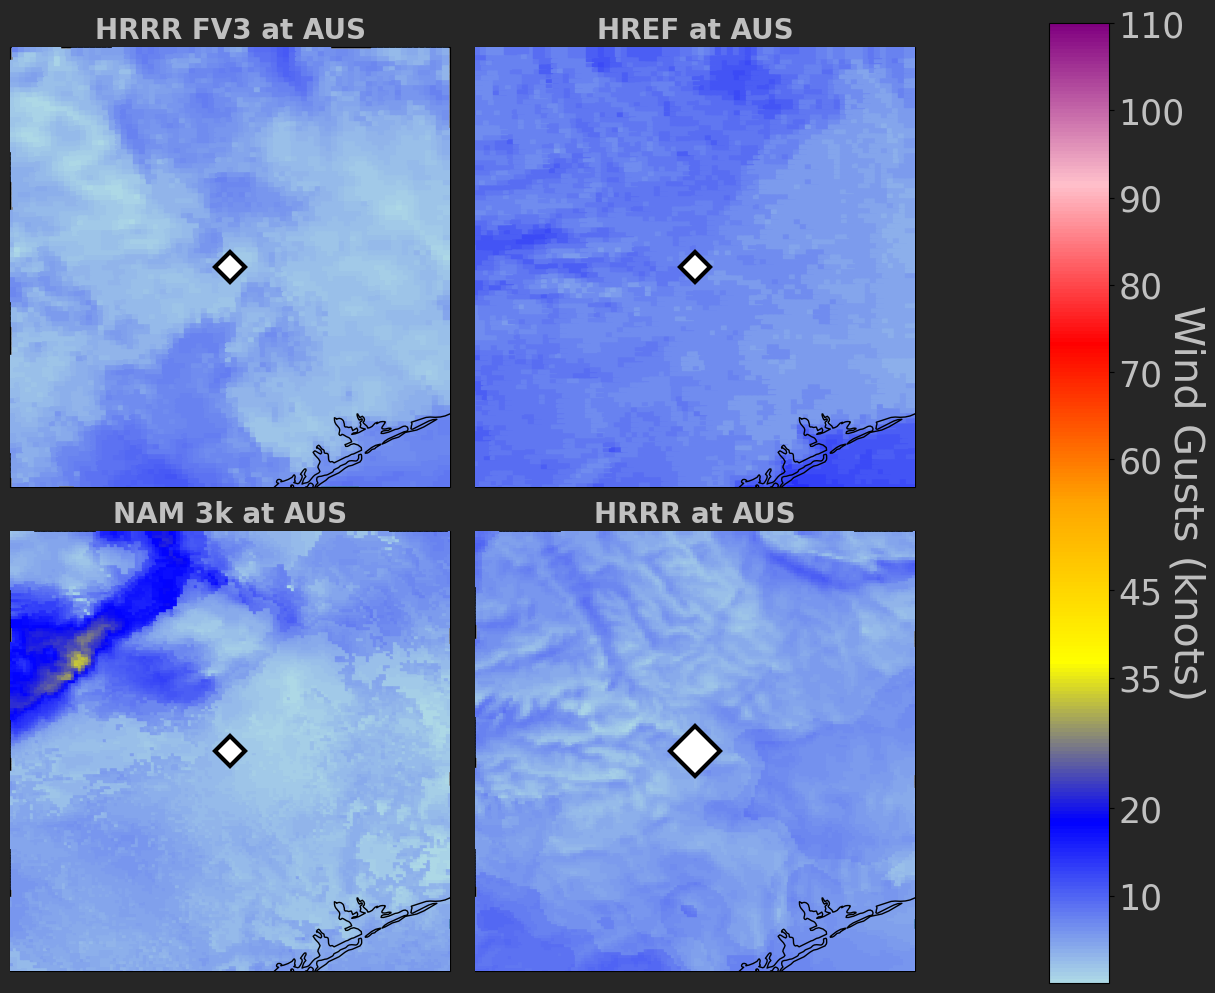 HRRR FV3 at AUS
HREF at AUS
NAM 3k at AUS
HRRR at AUS
110
100
90
80
70
60
45
35
20
10
Wind Gusts (knots)